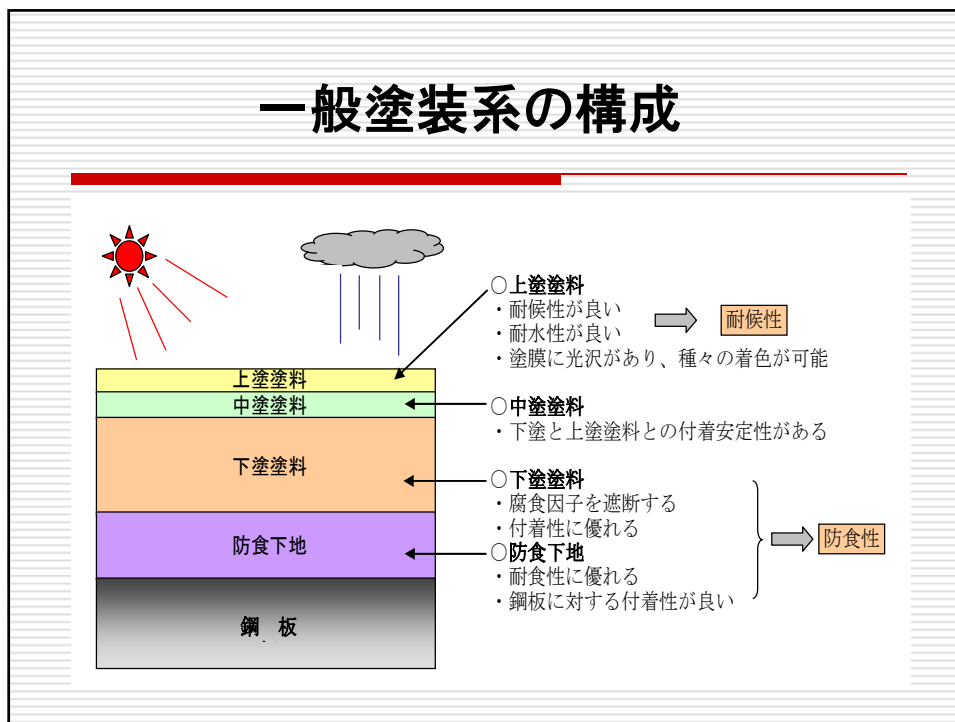 一般塗装系の構成
○上塗塗料
・耐候性が良い
・耐水性が良い
・塗膜に光沢があり、種々の着色が可能
耐候性
上塗塗料
中塗塗料
下塗塗料
防食下地
鋼 板
○中塗塗料
・下塗と上塗塗料との付着安定性がある
○下塗塗料
・腐食因子を遮断する
・付着性に優れる
○防食下地
・耐食性に優れる
・鋼板に対する付着性が良い
防食性